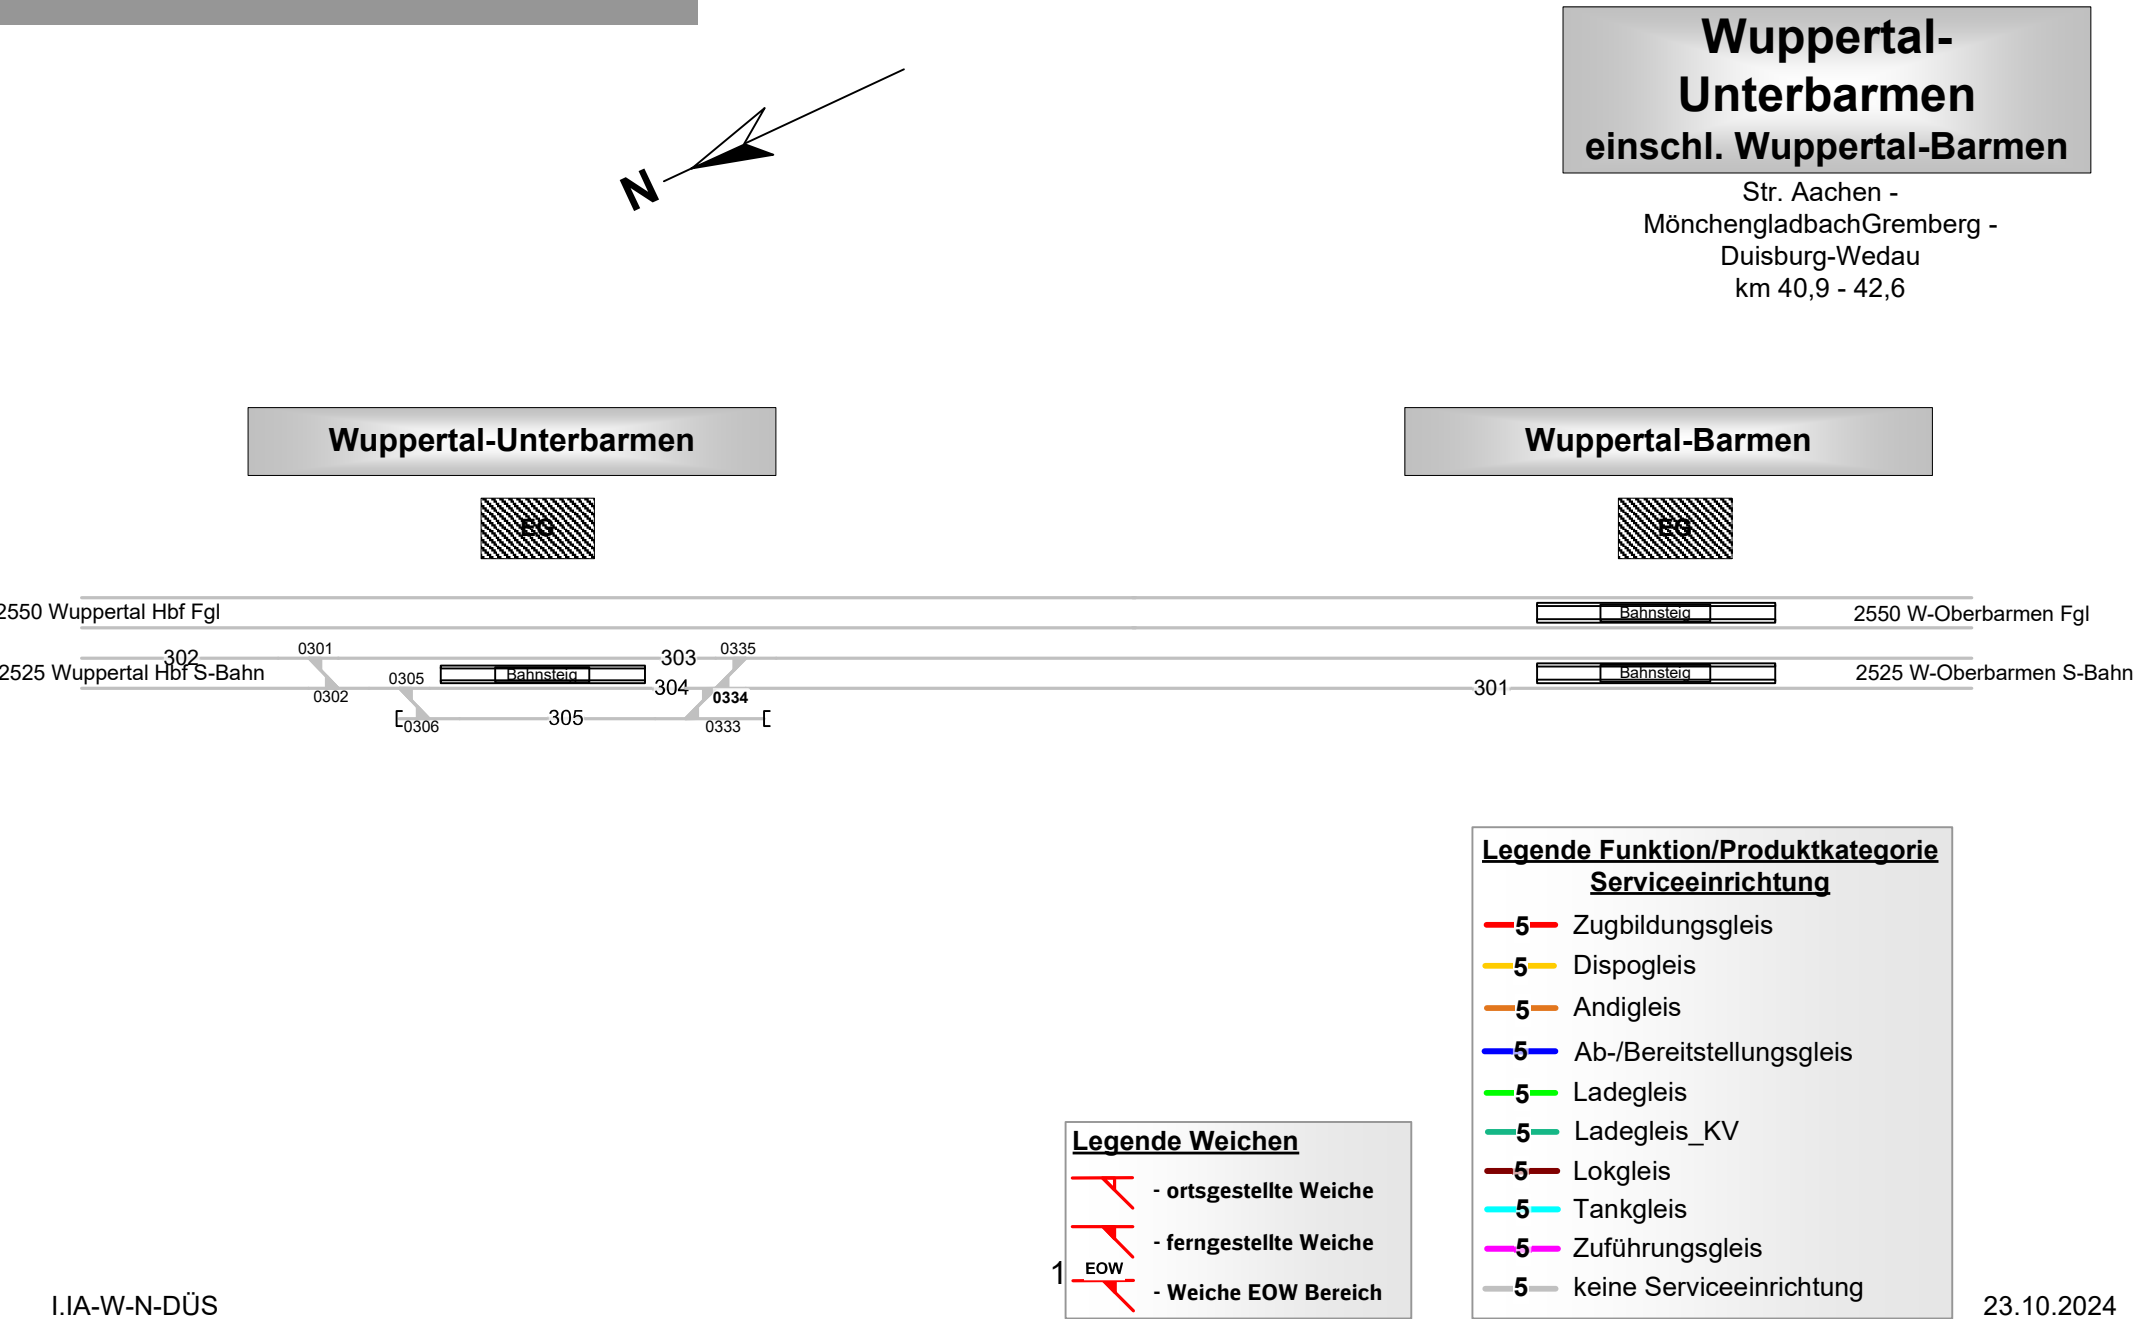 Wuppertal-
Unterbarmen
einschl. Wuppertal-Barmen
Str. Aachen -
MönchengladbachGremberg -
Duisburg-Wedau
km 40,9 - 42,6
N
Wuppertal-Unterbarmen
Wuppertal-Barmen
EG
EG
2550 Wuppertal Hbf Fgl
Bahnsteig
2550 W-Oberbarmen Fgl
302
0301
303
0335
2525 Wuppertal Hbf S-Bahn
Bahnsteig
Bahnsteig
2525 W-Oberbarmen S-Bahn
0305
304
301
0302
0334
0306
305
0333
Legende Funktion/Produktkategorie
Serviceeinrichtung
5 Zugbildungsgleis
5 Dispogleis
5 Andigleis
5 Ab-/Bereitstellungsgleis
5 Ladegleis
5 Ladegleis_KV
5 Lokgleis
5 Tankgleis
5 Zuführungsgleis
5 keine Serviceeinrichtung
Legende Weichen
- ortsgestellte Weiche
- ferngestellte Weiche
1 EOW
- Weiche EOW Bereich
I.IA-W-N-DÜS
23.10.2024